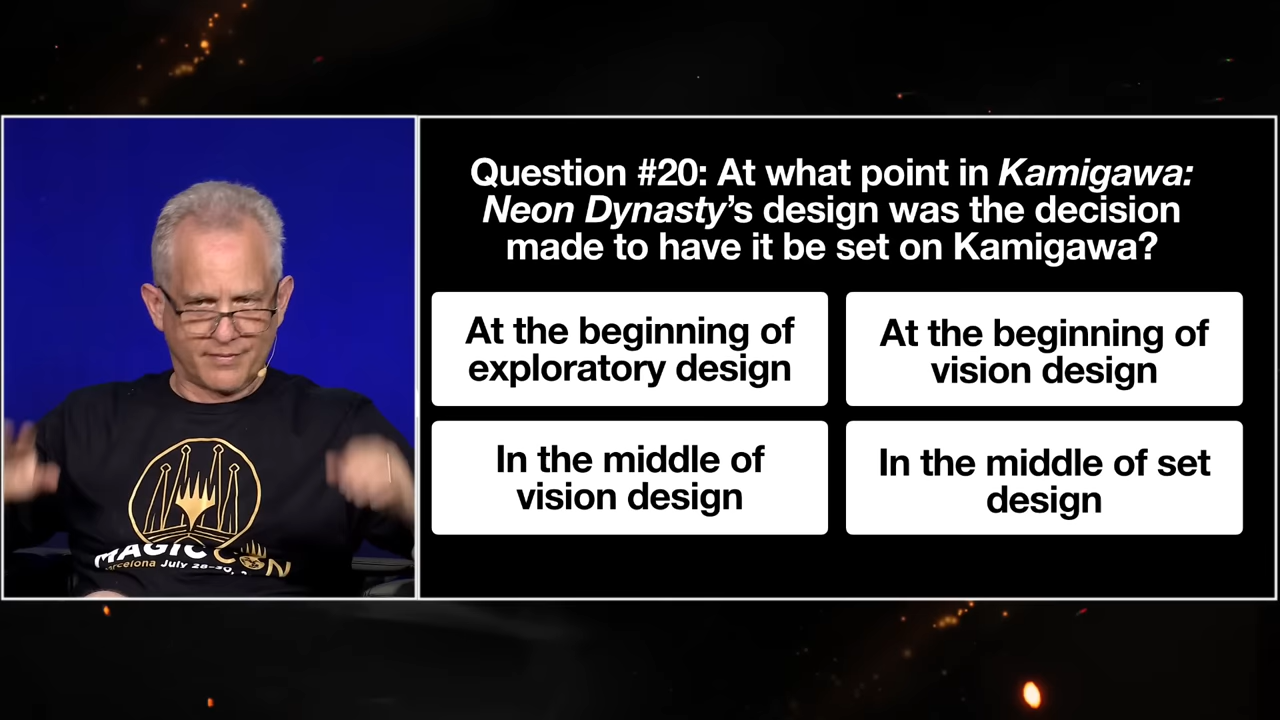 Question #20: At what point in Kamigawa:
Neon Dynasty's design was the decision
made to have it be set on Kamigawa?
At the beginning of
exploratory design
At the beginning of
vision design
In the middle of
vision design
In the middle of set
design
MAGIC CON
arcelona July 28-30,